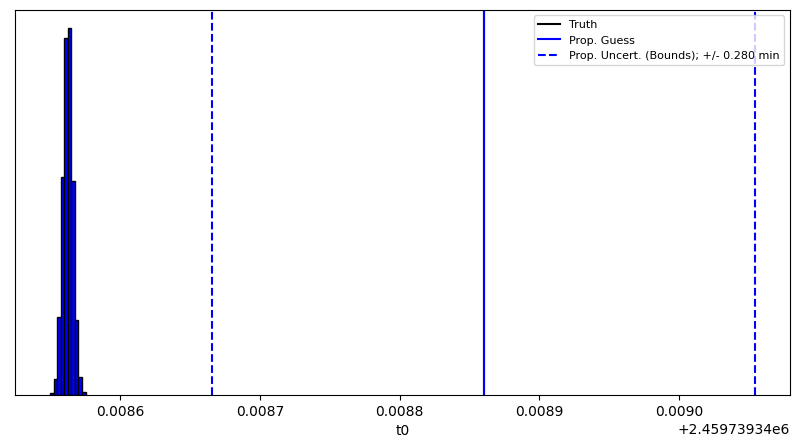 Truth
Prop. Guess
Prop. Uncert. (Bounds); +/- 0.280 min
0.0086 0.0087 0.0088 0.0089 0.0090
t0
+2.45973934e6